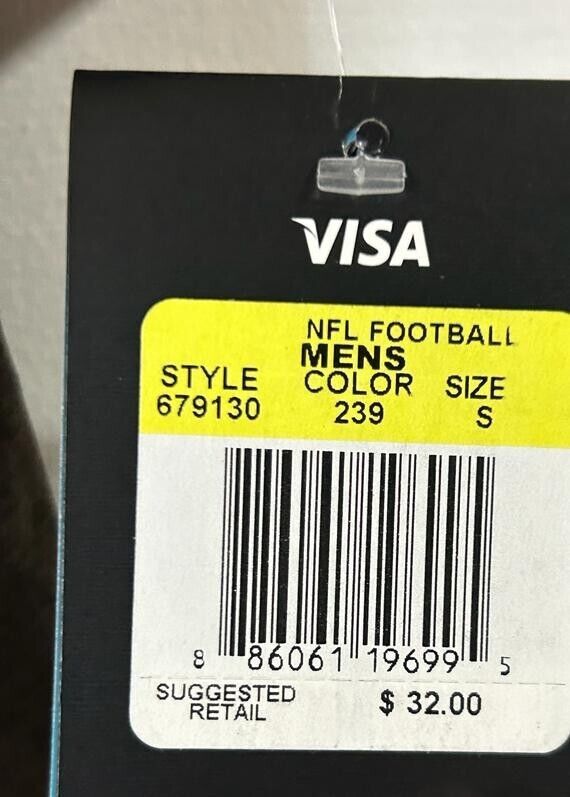 VISA
NFL FOOTBALL
MENS
STYLE COLOR SIZE
679130 239 S
8 86061 19699 5
SUGGESTED
RETAIL
$ 32.00